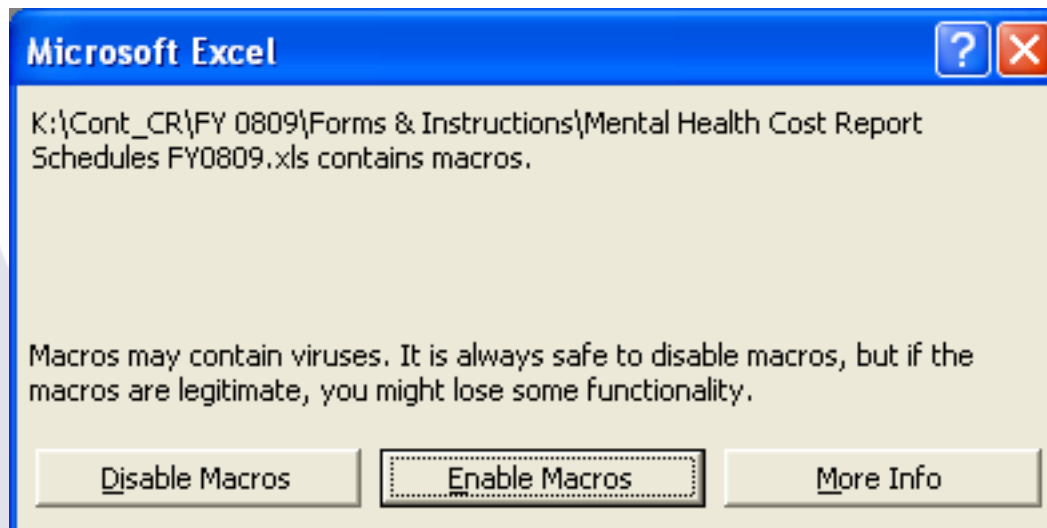 Microsoft Excel
?
K:\Cont_CR\FY 0809\Forms & Instructions\Mental Health Cost Report
Schedules FY0809.xls contains macros.
Macros may contain viruses. It is always safe to disable macros, but if the
macros are legitimate, you might lose some functionality.
Disable Macros Enable Macros More Info